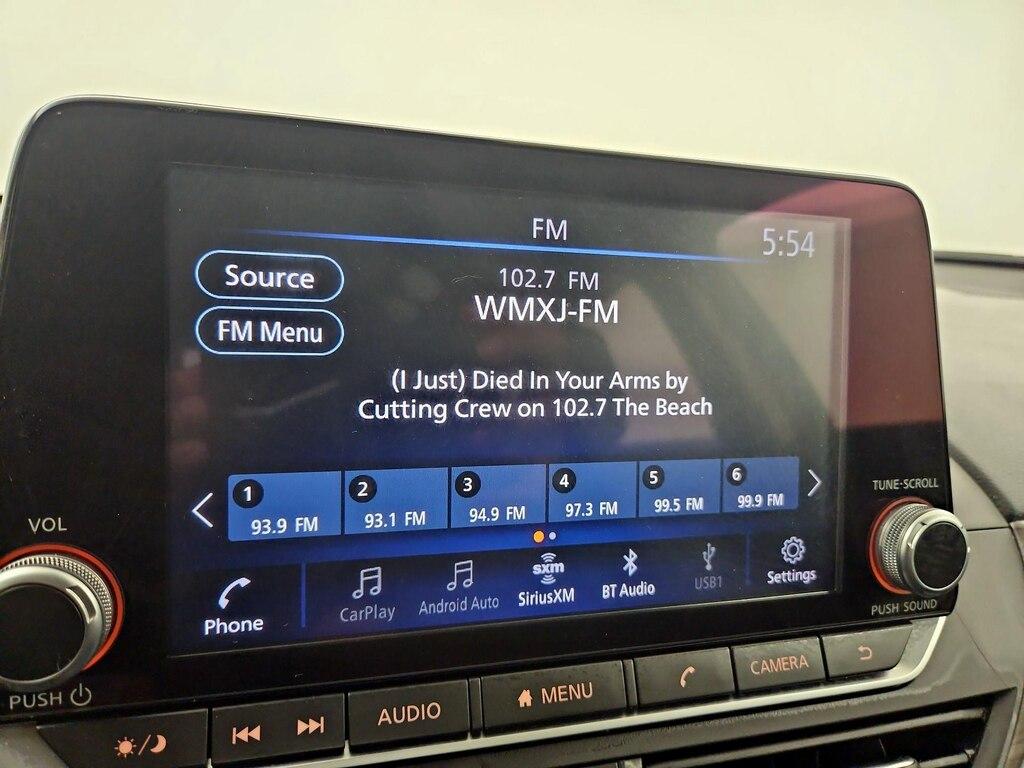 FM
5:54
Source
102.7 FM
WMXJ-FM
FM Menu
(I Just) Died In Your Arms by
Cutting Crew on 102.7 The Beach
1
93.9 FM
2
93.1 FM
3
94.9 FM
4
97.3 FM
5
99.5 FM
6
99.9 FM
TUNE·SCROLL
VOL
Phone
CarPlay
Android Auto
sxm
SiriusXM
BT Audio
USB1
Settings
PUSH SOUND
PUSH
AUDIO
MENU
CAMERA